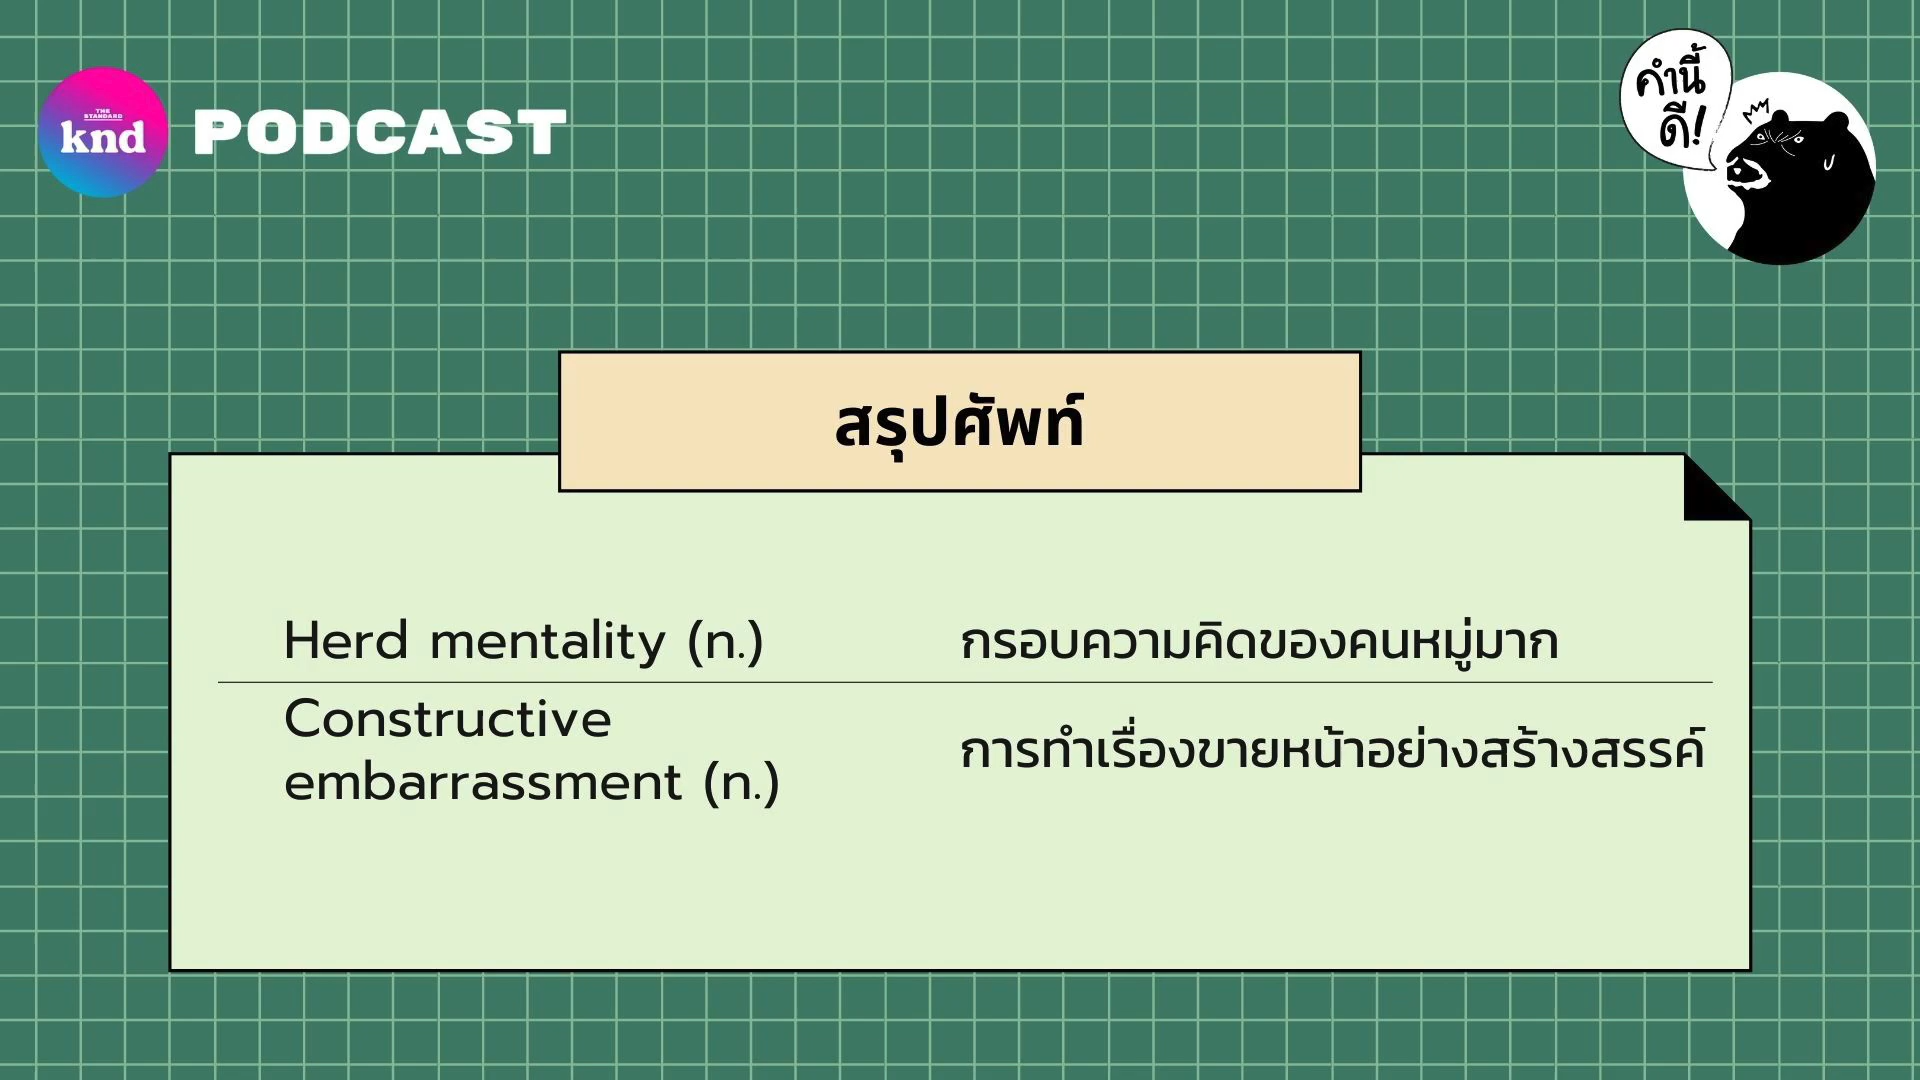 THE
STANDARD
knd
PODCAST
คำนี้
ดี!
สรุปศัพท์
Herd mentality (n.)
กรอบความคิดของคนหมู่มาก
Constructive
embarrassment (n.)
การทำเรื่องขายหน้าอย่างสร้างสรรค์